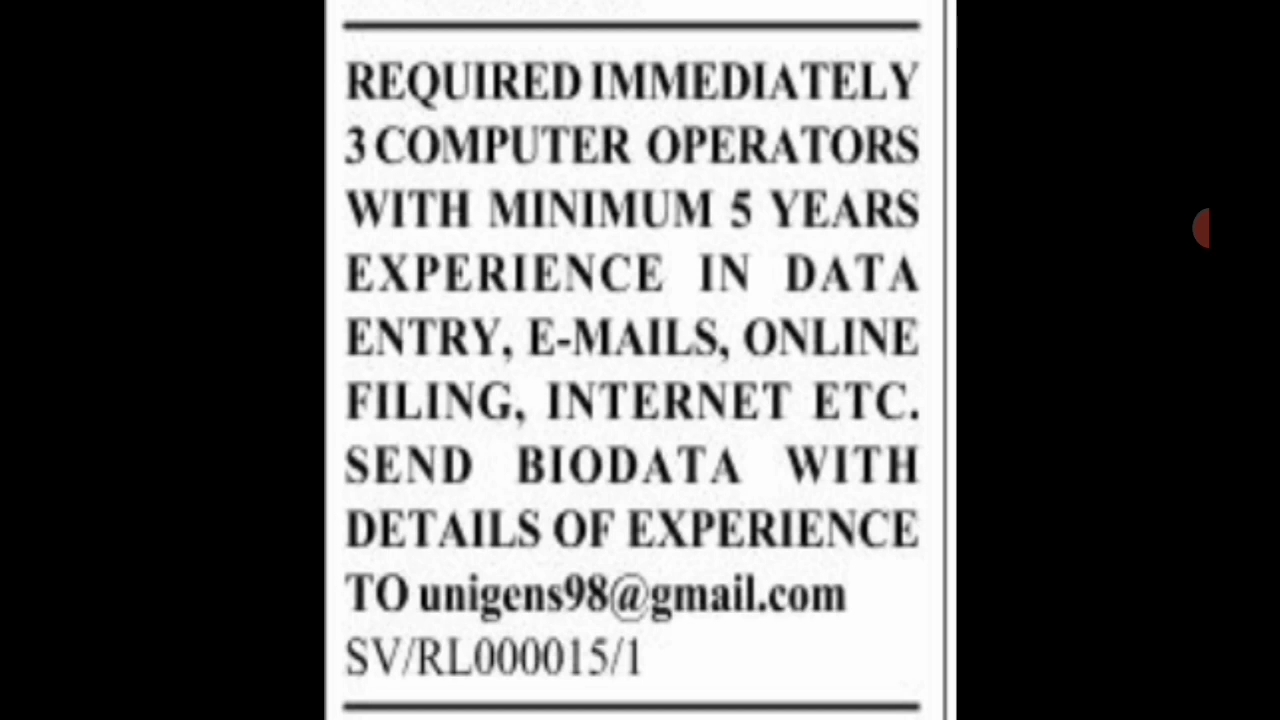 REQUIRED IMMEDIATELY
3 COMPUTER OPERATORS
WITH MINIMUM 5 YEARS
EXPERIENCE IN DATA
ENTRY, E-MAILS, ONLINE
FILING, INTERNET ETC.
SEND BIODATA WITH
DETAILS OF EXPERIENCE
TO unigens98@gmail.com
SV/RL000015/1